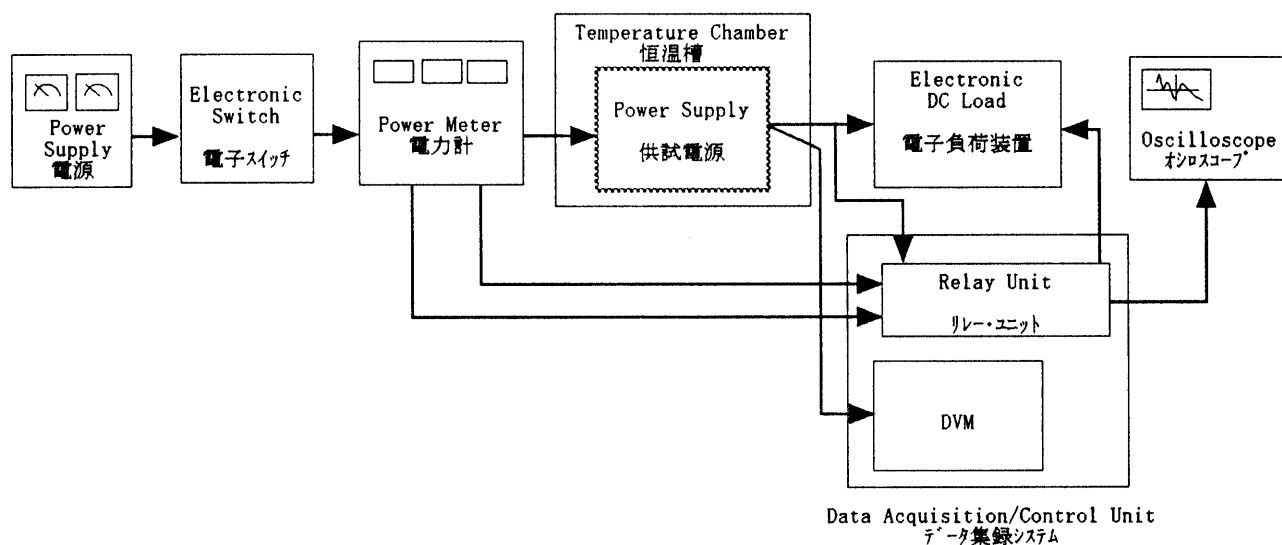 Power
Supply
電源
Electronic
Switch
電子スイッチ
Power Meter
電力計
Temperature Chamber
恒温槽
Power Supply
供試電源
Electronic
DC Load
電子負荷装置
Oscilloscope
オシロスコープ
Relay Unit
リレー・ユニット
DVM
Data Acquisition/Control Unit
データ集録システム